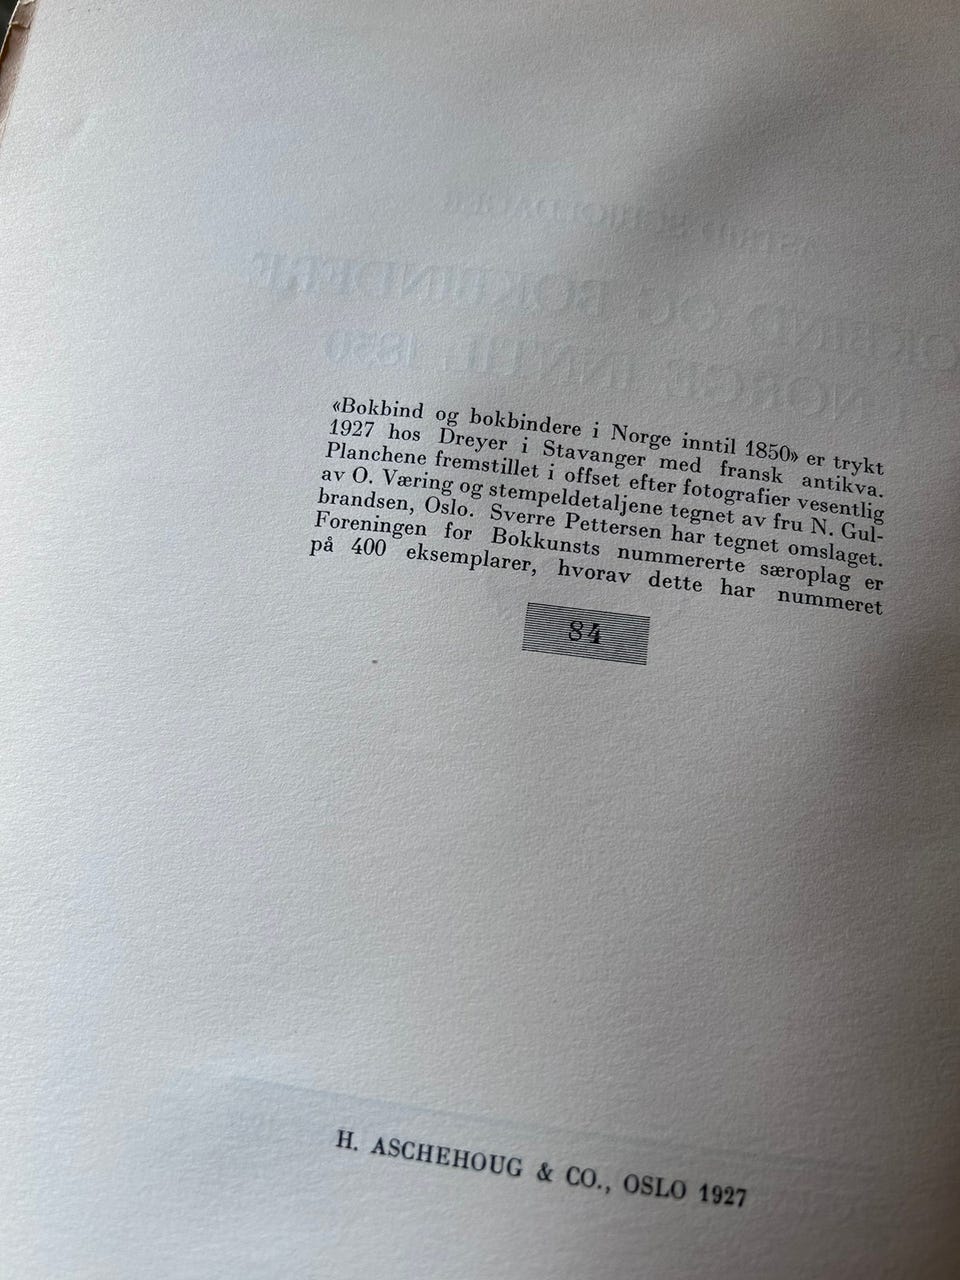 «Bokbind og bokbindere i Norge inntil 1850» er trykt
1927 hos Dreyer i Stavanger med fransk antikva.
Planchene fremstillet i offset efter fotografier vesentlig
av O. Væring og stempeldetaljene tegnet av fru N. Gul-
brandsen, Oslo. Sverre Pettersen har tegnet omslaget.
Foreningen for Bokkunsts nummererte særoplag er
på 400 eksemplarer, hvorav dette har nummeret
84
H. ASCHEHOUG & CO., OSLO 1927